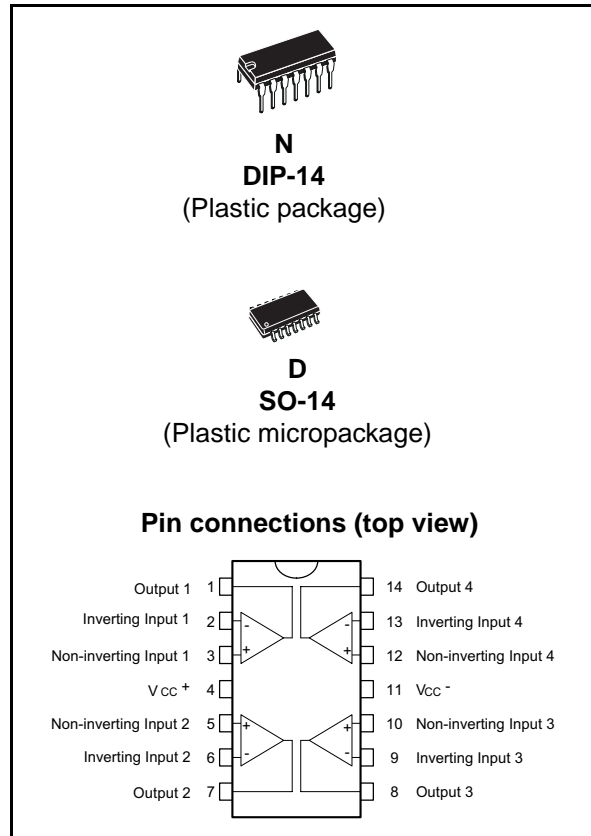 N
DIP-14
(Plastic package)
D
SO-14
(Plastic micropackage)
Pin connections (top view)
Output 1 1 14 Output 4
Inverting Input 1 2 - - 13 Inverting Input 4
Non-inverting Input 1 3 + + 12 Non-inverting Input 4
VCC + 4 11 VCC -
Non-inverting Input 2 5 + + 10 Non-inverting Input 3
Inverting Input 2 6 - - 9 Inverting Input 3
Output 2 7 8 Output 3